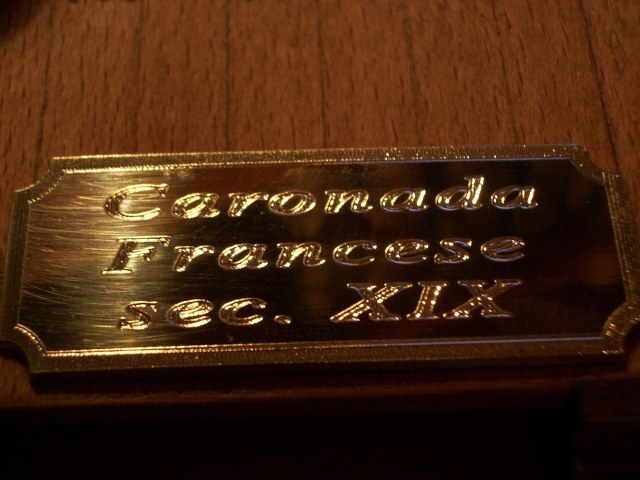 Caronada
Francese
sec. XIX